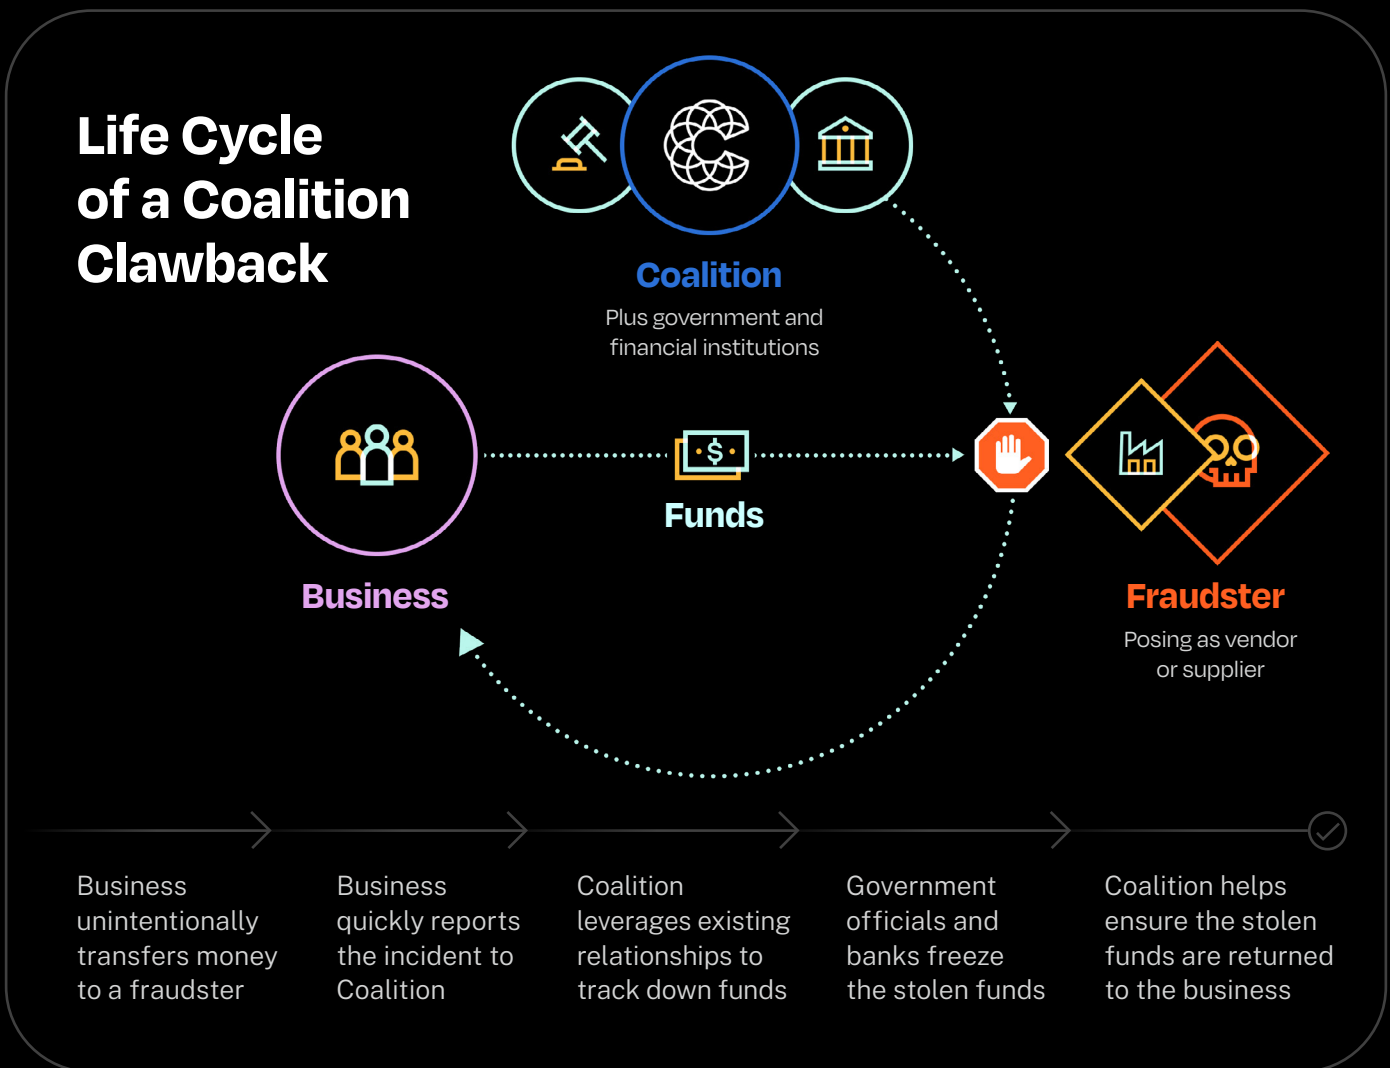 Life Cycle
of a Coalition
Clawback
Coalition
Plus government and
financial institutions
$
Funds
Business
Fraudster
Posing as vendor
or supplier
Business
unintentionally
transfers money
to a fraudster
Business
quickly reports
the incident to
Coalition
Coalition
leverages existing
relationships to
track down funds
Government
officials and
banks freeze
the stolen funds
Coalition helps
ensure the stolen
funds are returned
to the business